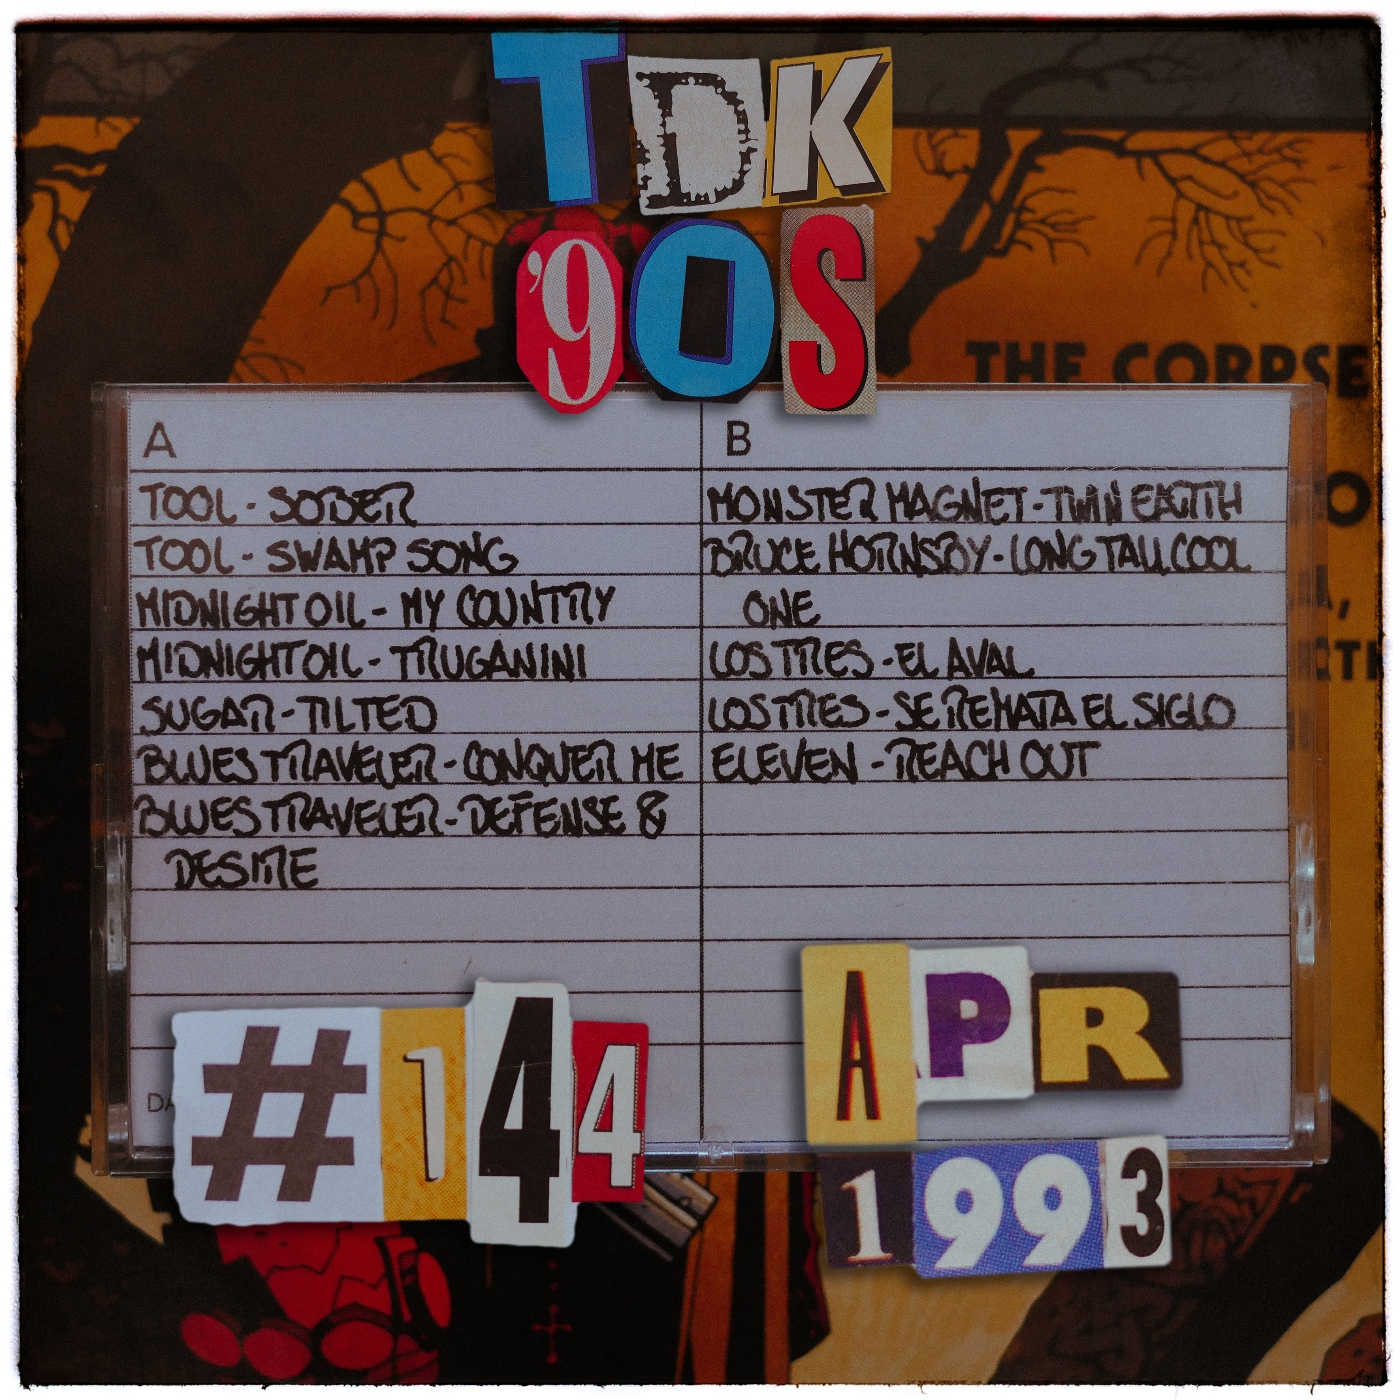 TDK
'90S
THE CORPSE
A
TOOL - SOBER
TOOL - SWAMP SONG
MIDNIGHT OIL - MY COUNTRY
MIDNIGHT OIL - TRUGANINI
SUGAR - TILTED
BLUES TRAVELER - CONQUER ME
BLUES TRAVELER - DEFENSE &
DESIRE
B
MONSTER MAGNET - TWIN EARTH
BRUCE HORNSBY - LONG TALL COOL
ONE
LOS TRES - EL AVAL
LOS TRES - SE REMATA EL SIGLO
ELEVEN - REACH OUT
#144
APR
1993